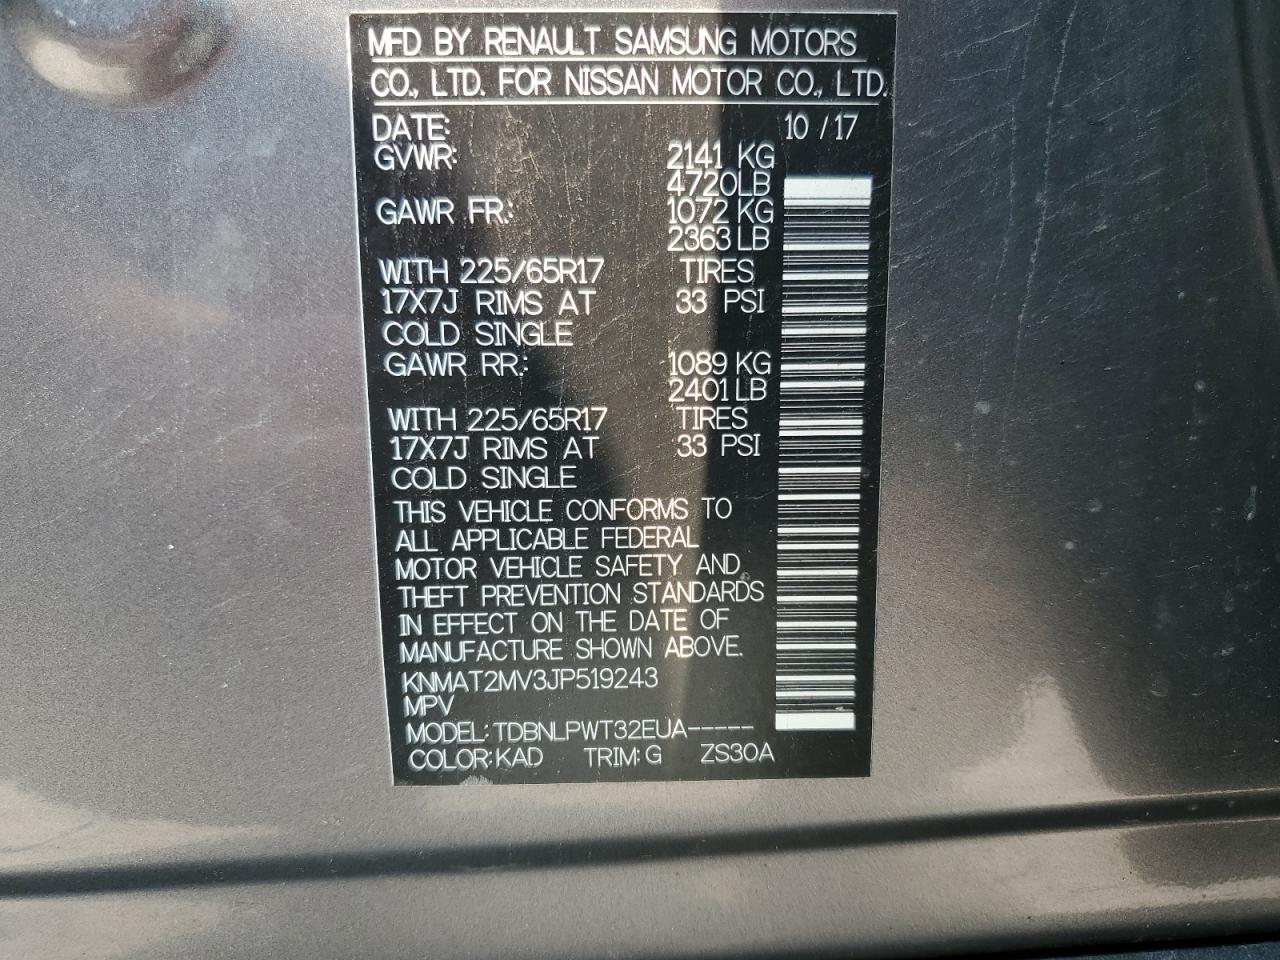 MFD BY RENAULT SAMSUNG MOTORS
CO., LTD. FOR NISSAN MOTOR CO., LTD.
DATE: 10 / 17
GVWR: 2141 KG
4720LB
GAWR FR.: 1072 KG
2363 LB
WITH 225/65R17 TIRES
17X7J RIMS AT 33 PSI
COLD SINGLE
GAWR RR.: 1089 KG
2401 LB
WITH 225/65R17 TIRES
17X7J RIMS AT 33 PSI
COLD SINGLE
THIS VEHICLE CONFORMS TO
ALL APPLICABLE FEDERAL
MOTOR VEHICLE SAFETY AND
THEFT PREVENTION STANDARDS
IN EFFECT ON THE DATE OF
MANUFACTURE SHOWN ABOVE.
KNMAT2MV3JP519243
MPV
MODEL: TDBNLPWT32EUA-----
COLOR: KAD TRIM: G ZS30A